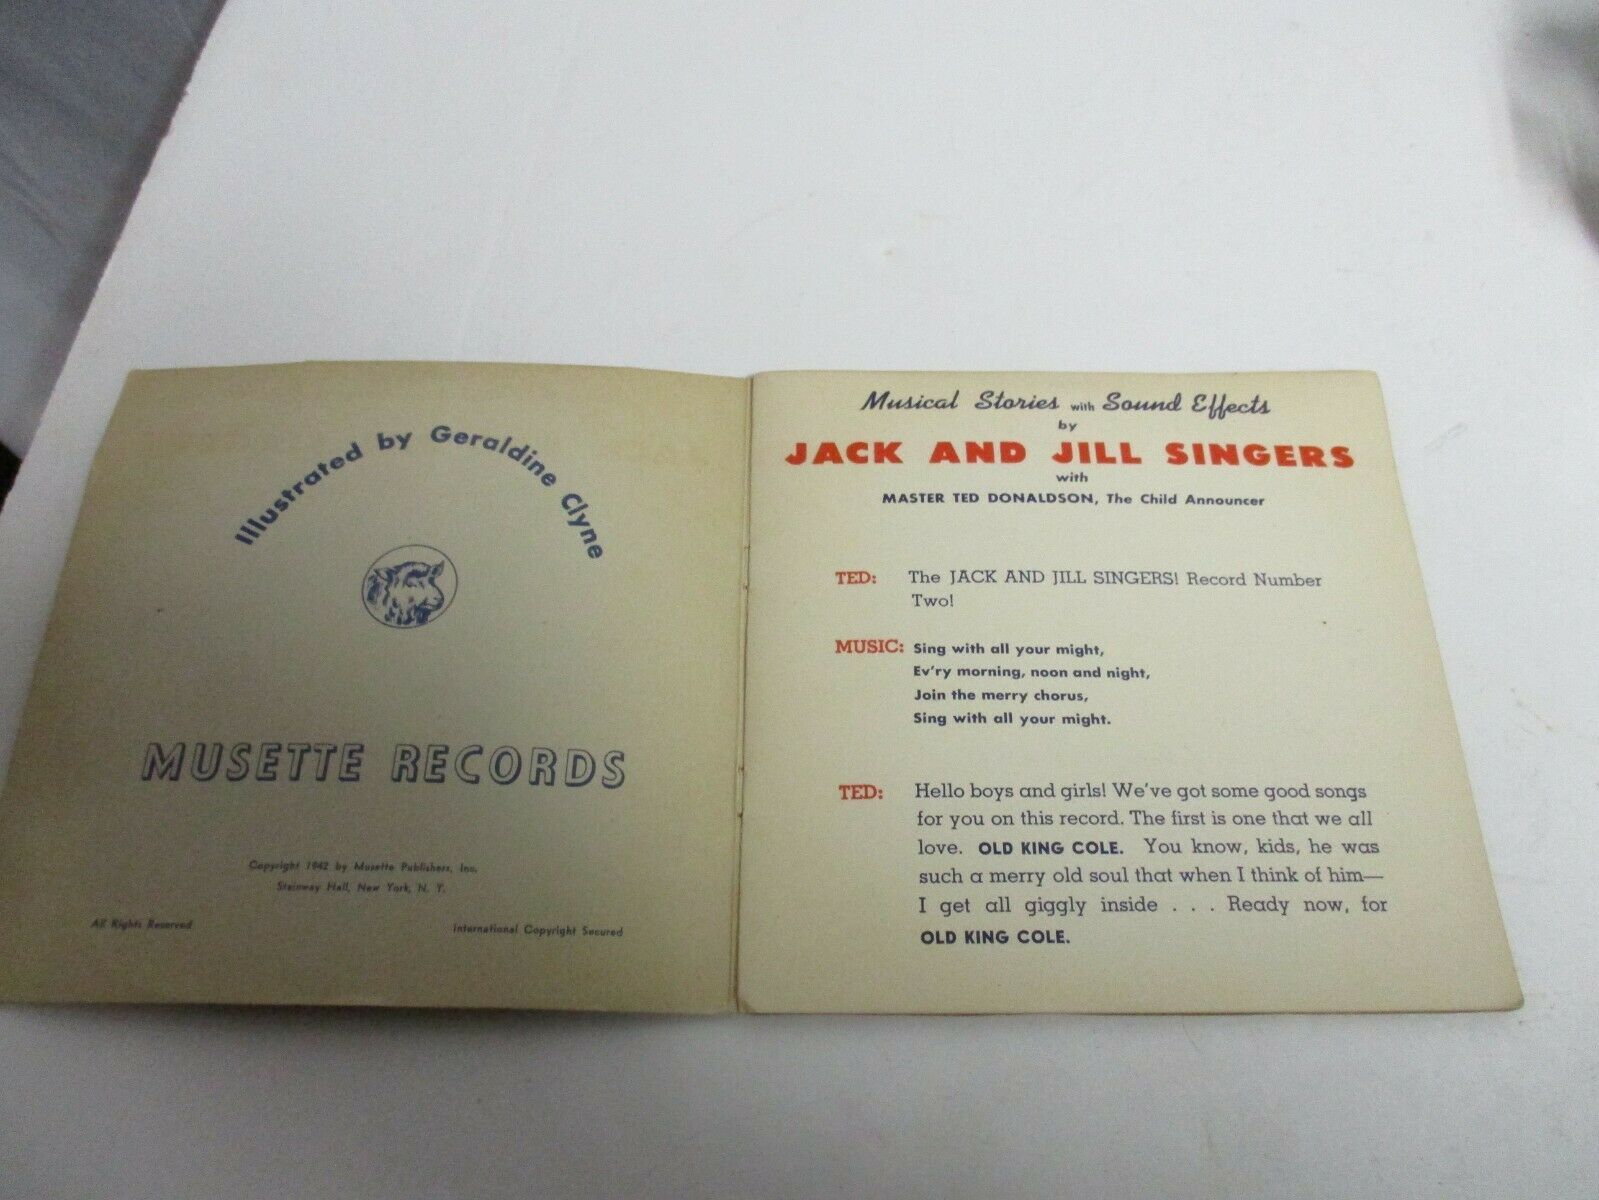 Illustrated by Geraldine Clyne
MUSETTE RECORDS
Copyright 1942 by Musette Publishers, Inc.
Steinway Hall, New York, N. Y.
All Rights Reserved
International Copyright Secured
Musical Stories with Sound Effects
by
JACK AND JILL SINGERS
with
MASTER TED DONALDSON, The Child Announcer
TED: The JACK AND JILL SINGERS! Record Number
Two!
MUSIC: Sing with all your might,
Ev'ry morning, noon and night,
Join the merry chorus,
Sing with all your might.
TED: Hello boys and girls! We've got some good songs
for you on this record. The first is one that we all
love. OLD KING COLE. You know, kids, he was
such a merry old soul that when I think of him—
I get all giggly inside . . . Ready now, for
OLD KING COLE.